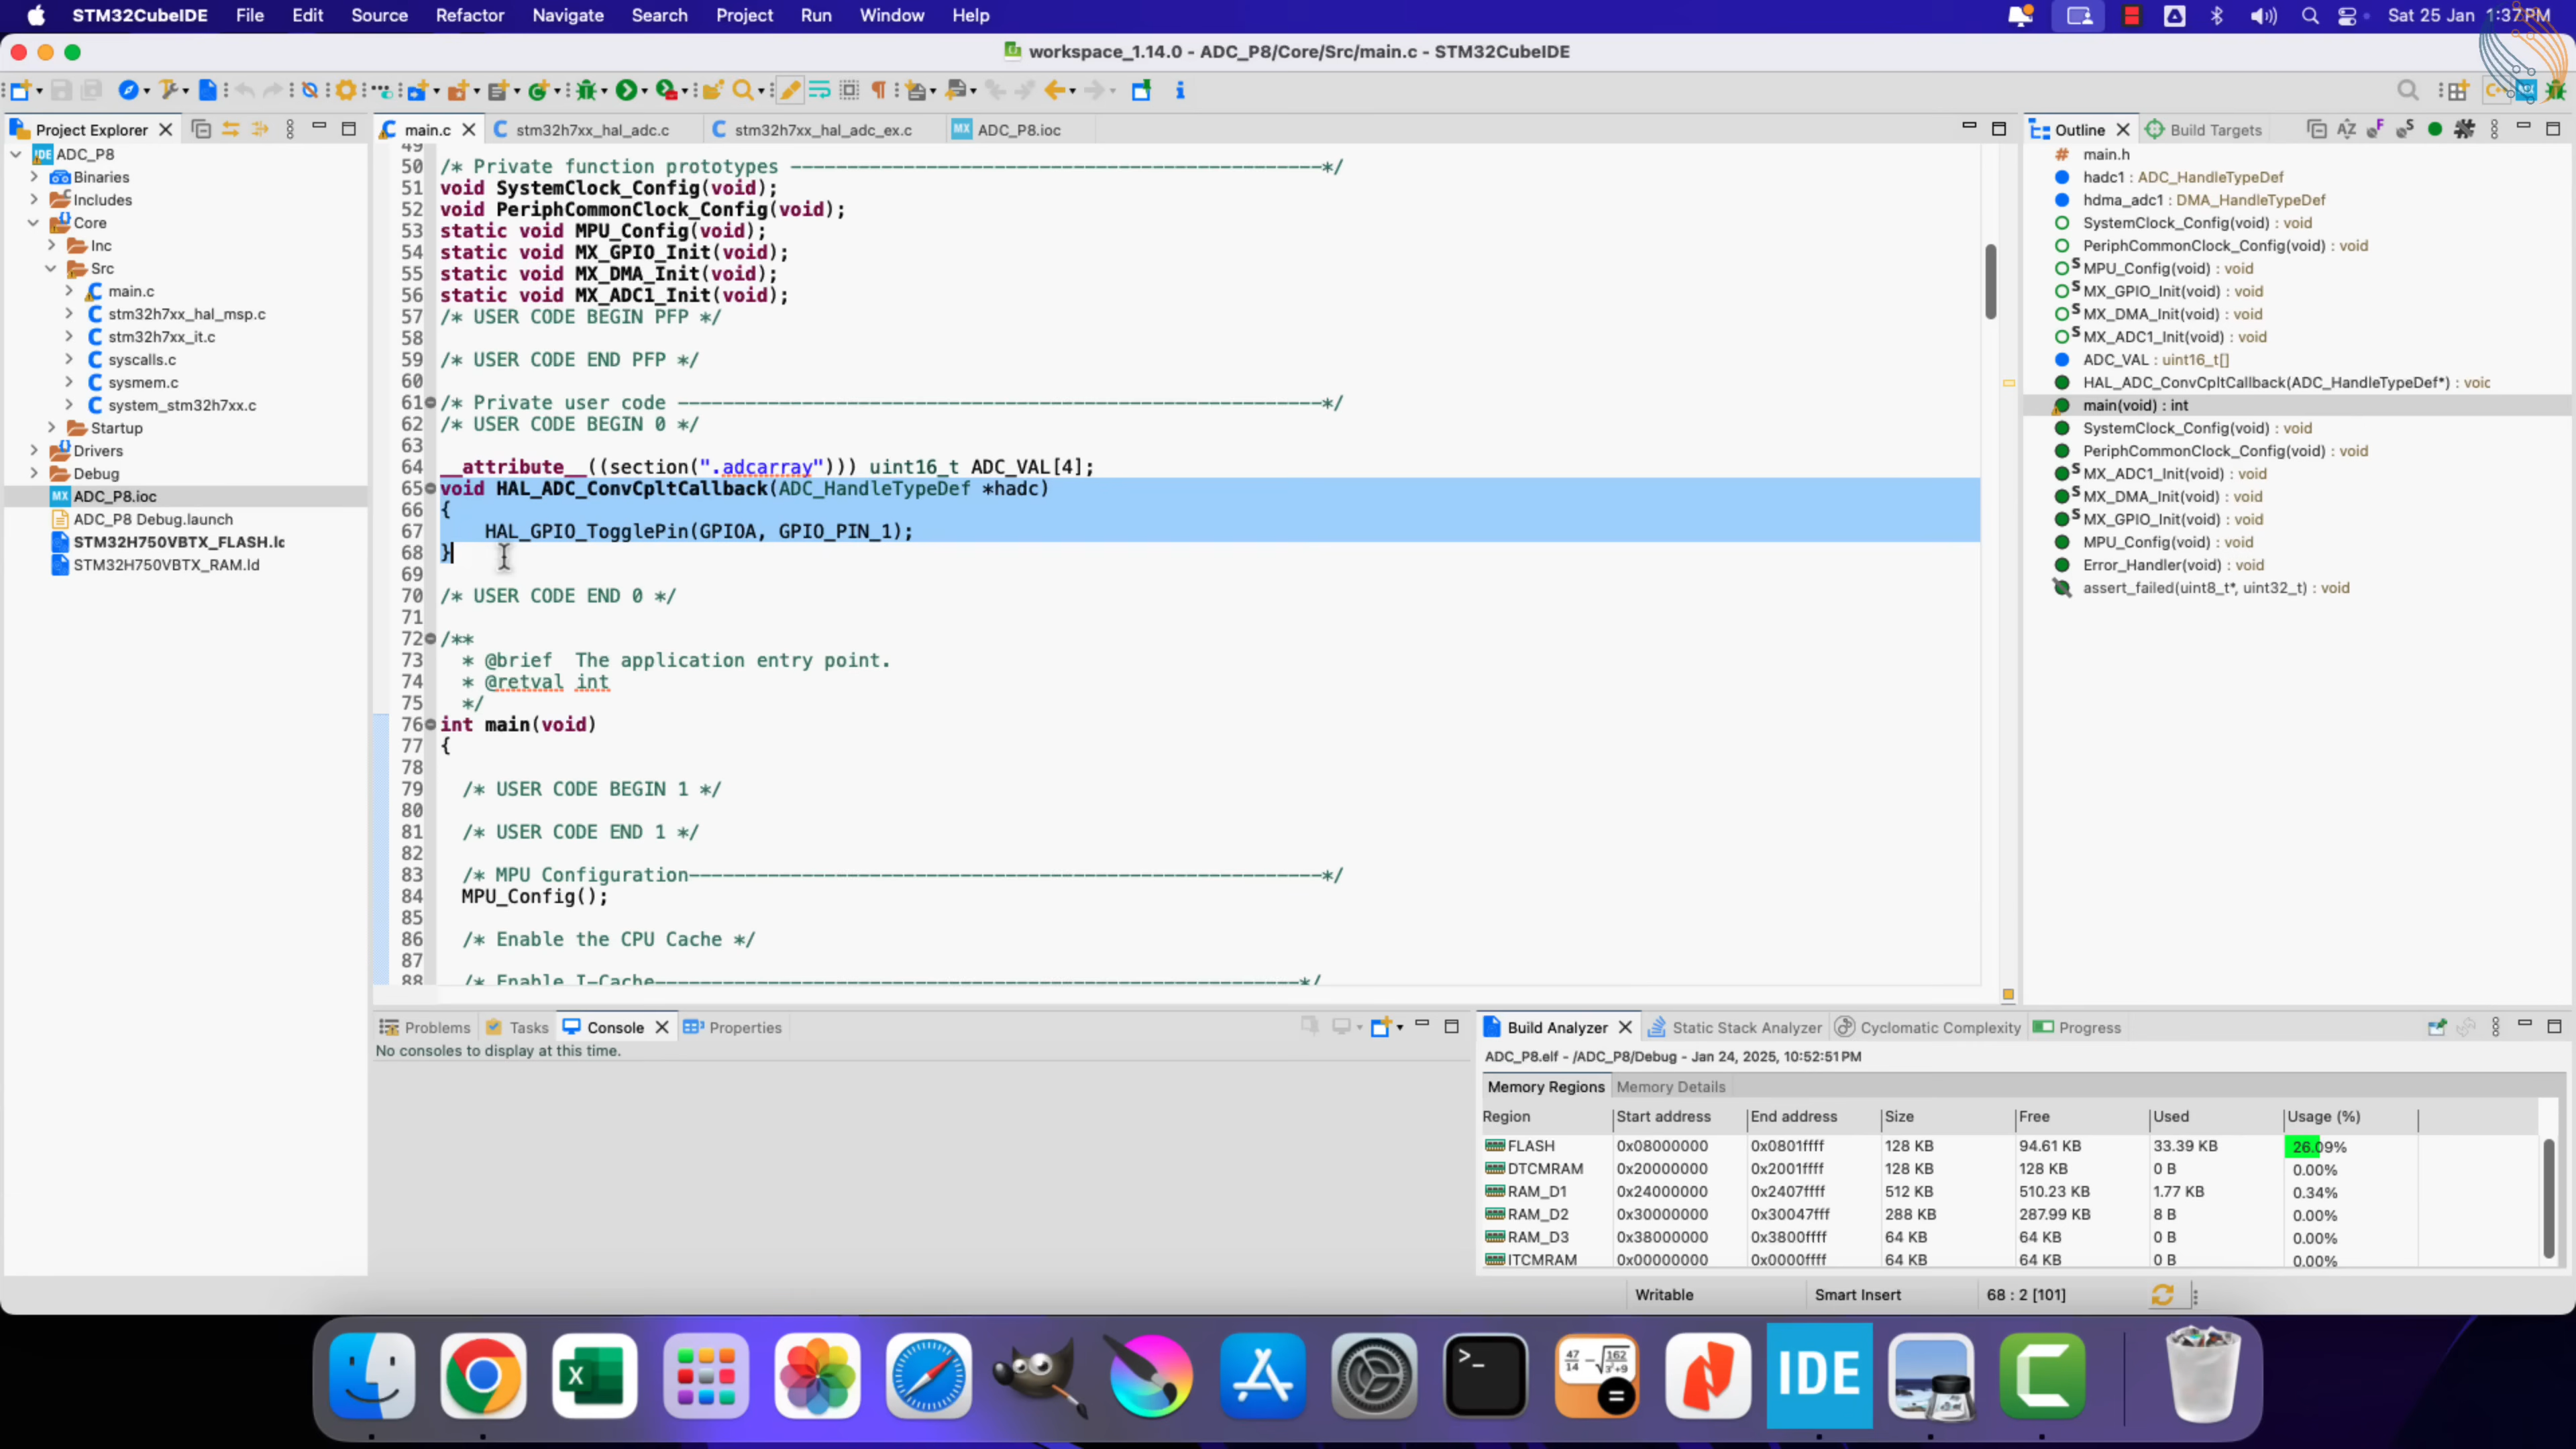 STM32CubeIDE File Edit Source Refactor Navigate Search Project Run Window Help Sat 25 Jan 1:37PM
workspace_1.14.0 - ADC_P8/Core/Src/main.c - STM32CubeIDE
Project Explorer
ADC_P8
Binaries
Includes
Core
Inc
Src
main.c
stm32h7xx_hal_msp.c
stm32h7xx_it.c
syscalls.c
sysmem.c
system_stm32h7xx.c
Startup
Drivers
Debug
ADC_P8.ioc
ADC_P8 Debug.launch
STM32H750VBTX_FLASH.lc
STM32H750VBTX_RAM.ld
main.c stm32h7xx_hal_adc.c stm32h7xx_hal_adc_ex.c ADC_P8.ioc
49
50 /* Private function prototypes -----------------------------------------------*/
51 void SystemClock_Config(void);
52 void PeriphCommonClock_Config(void);
53 static void MPU_Config(void);
54 static void MX_GPIO_Init(void);
55 static void MX_DMA_Init(void);
56 static void MX_ADC1_Init(void);
57 /* USER CODE BEGIN PFP */
58
59 /* USER CODE END PFP */
60
61 /* Private user code ---------------------------------------------------------*/
62 /* USER CODE BEGIN 0 */
63
64 __attribute__((section(".adcarray"))) uint16_t ADC_VAL[4];
65 void HAL_ADC_ConvCpltCallback(ADC_HandleTypeDef *hadc)
66 {
67 HAL_GPIO_TogglePin(GPIOA, GPIO_PIN_1);
68 }
69
70 /* USER CODE END 0 */
71
72 /**
73 * @brief The application entry point.
74 * @retval int
75 */
76 int main(void)
77 {
78
79 /* USER CODE BEGIN 1 */
80
81 /* USER CODE END 1 */
82
83 /* MPU Configuration--------------------------------------------------------*/
84 MPU_Config();
85
86 /* Enable the CPU Cache */
87
88 /* Enable I-Cache---------------------------------------------------------*/
Outline Build Targets
main.h
hadc1 : ADC_HandleTypeDef
hdma_adc1 : DMA_HandleTypeDef
SystemClock_Config(void) : void
PeriphCommonClock_Config(void) : void
S MPU_Config(void) : void
S MX_GPIO_Init(void) : void
S MX_DMA_Init(void) : void
S MX_ADC1_Init(void) : void
ADC_VAL : uint16_t[]
HAL_ADC_ConvCpltCallback(ADC_HandleTypeDef*) : voic
main(void) : int
SystemClock_Config(void) : void
PeriphCommonClock_Config(void) : void
S MX_ADC1_Init(void) : void
S MX_DMA_Init(void) : void
S MX_GPIO_Init(void) : void
MPU_Config(void) : void
Error_Handler(void) : void
assert_failed(uint8_t*, uint32_t) : void
Problems Tasks Console Properties
No consoles to display at this time.
Build Analyzer Static Stack Analyzer Cyclomatic Complexity Progress
ADC_P8.elf - /ADC_P8/Debug - Jan 24, 2025, 10:52:51 PM
Memory Regions Memory Details
Region Start address End address Size Free Used Usage (%)
FLASH 0x08000000 0x0801ffff 128 KB 94.61 KB 33.39 KB 26.09%
DTCMRAM 0x20000000 0x2001ffff 128 KB 128 KB 0 B 0.00%
RAM_D1 0x24000000 0x2407ffff 512 KB 510.23 KB 1.77 KB 0.34%
RAM_D2 0x30000000 0x30047fff 288 KB 287.99 KB 8 B 0.00%
RAM_D3 0x38000000 0x3800ffff 64 KB 64 KB 0 B 0.00%
ITCMRAM 0x00000000 0x0000ffff 64 KB 64 KB 0 B 0.00%
Writable Smart Insert 68 : 2 [101]
IDE